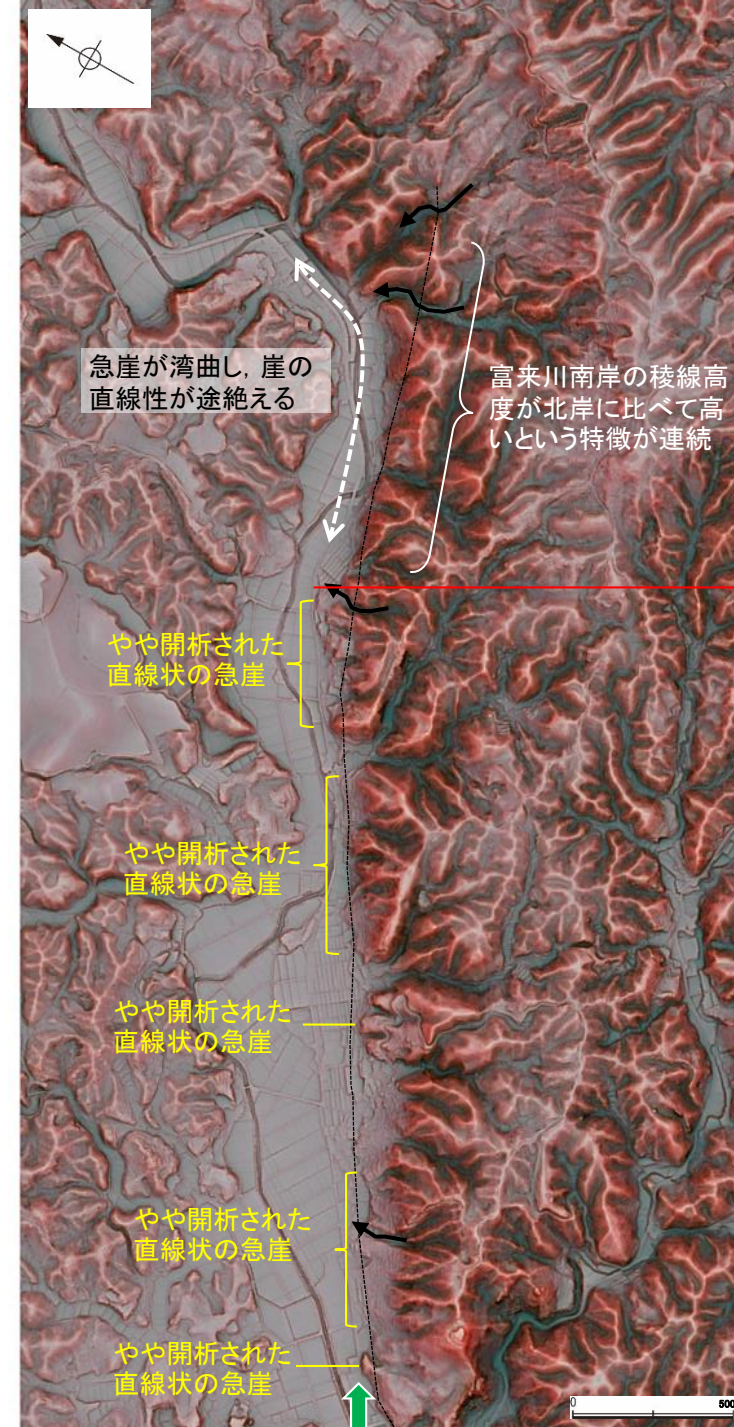 急崖が湾曲し，崖の
直線性が途絶える
富来川南岸の稜線高
度が北岸に比べて高
いという特徴が連続
やや開析された
直線状の急崖
やや開析された
直線状の急崖
やや開析された
直線状の急崖
やや開析された
直線状の急崖
やや開析された
直線状の急崖
0
500